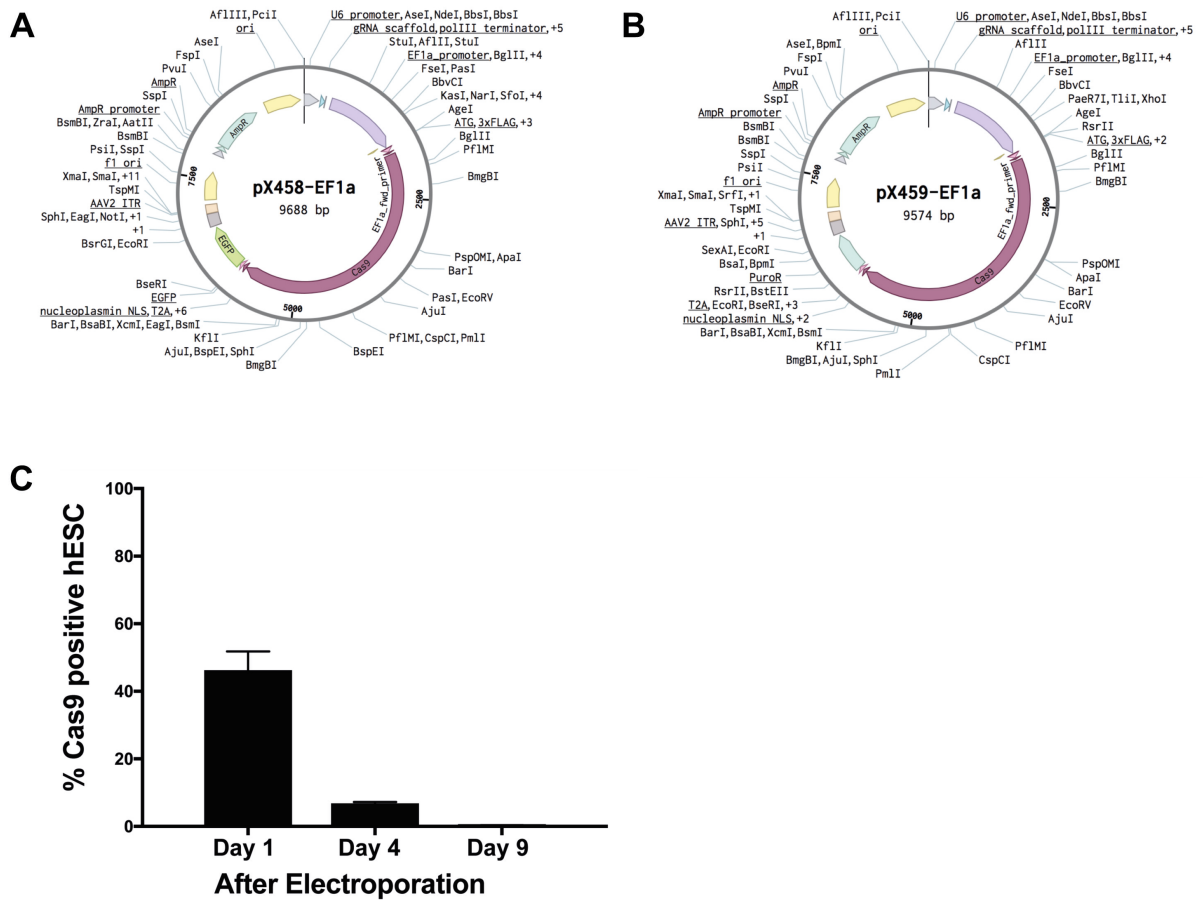 A
AflIII, PciI
ori
AseI
FspI
PvuI
AmpR
SspI
AmpR promoter
BsmBI, ZraI, AatII
BsmBI
PsiI, SspI
f1 ori
XmaI, SmaI, +11
TspMI
AAV2 ITR
SphI, EagI, NotI, +1
+1
BsrGI, EcoRI
BseRI
EGFP
nucleoplasmin NLS, T2A, +6
BarI, BsaBI, XcmI, EagI, BsmI
KflI
AjuI, BspEI, SphI
BmgBI
U6 promoter, AseI, NdeI, BbsI, BbsI
gRNA scaffold, polIII terminator, +5
StuI, AflII, StuI
EF1a_promoter, BglII, +4
FseI, PasI
BbvCI
KasI, NarI, SfoI, +4
AgeI
ATG, 3xFLAG, +3
BglII
PflMI
BmgBI
PspOMI, ApaI
BarI
PasI, EcoRV
AjuI
PflMI, CspCI, PmlI
BspEI
AmpR
EF1a_fwd_primer
Cas9
EGFP
7500
2500
5000
pX458-EF1a
9688 bp
B
AflIII, PciI
ori
AseI, BpmI
FspI
PvuI
AmpR
SspI
AmpR promoter
BsmBI
BsmBI
SspI
PsiI
f1 ori
XmaI, SmaI, SrfI, +1
TspMI
AAV2 ITR, SphI, +5
+1
SexAI, EcoRI
BsaI, BpmI
PuroR
RsrII, BstEII
T2A, EcoRI, BseRI, +3
nucleoplasmin NLS, +2
BarI, BsaBI, XcmI, BsmI
KflI
BmgBI, AjuI, SphI
PmlI
U6 promoter, AseI, NdeI, BbsI, BbsI
gRNA scaffold, polIII terminator, +5
AflII
EF1a_promoter, BglII, +4
FseI
BbvCI
PaeR7I, TliI, XhoI
AgeI
RsrII
ATG, 3xFLAG, +2
BglII
PflMI
BmgBI
PspOMI
ApaI
BarI
EcoRV
AjuI
PflMI
CspCI
AmpR
EF1a_fwd_primer
Cas9
7500
2500
5000
pX459-EF1a
9574 bp
C
% Cas9 positive hESC
100
80
60
40
20
0
Day 1
Day 4
Day 9
After Electroporation